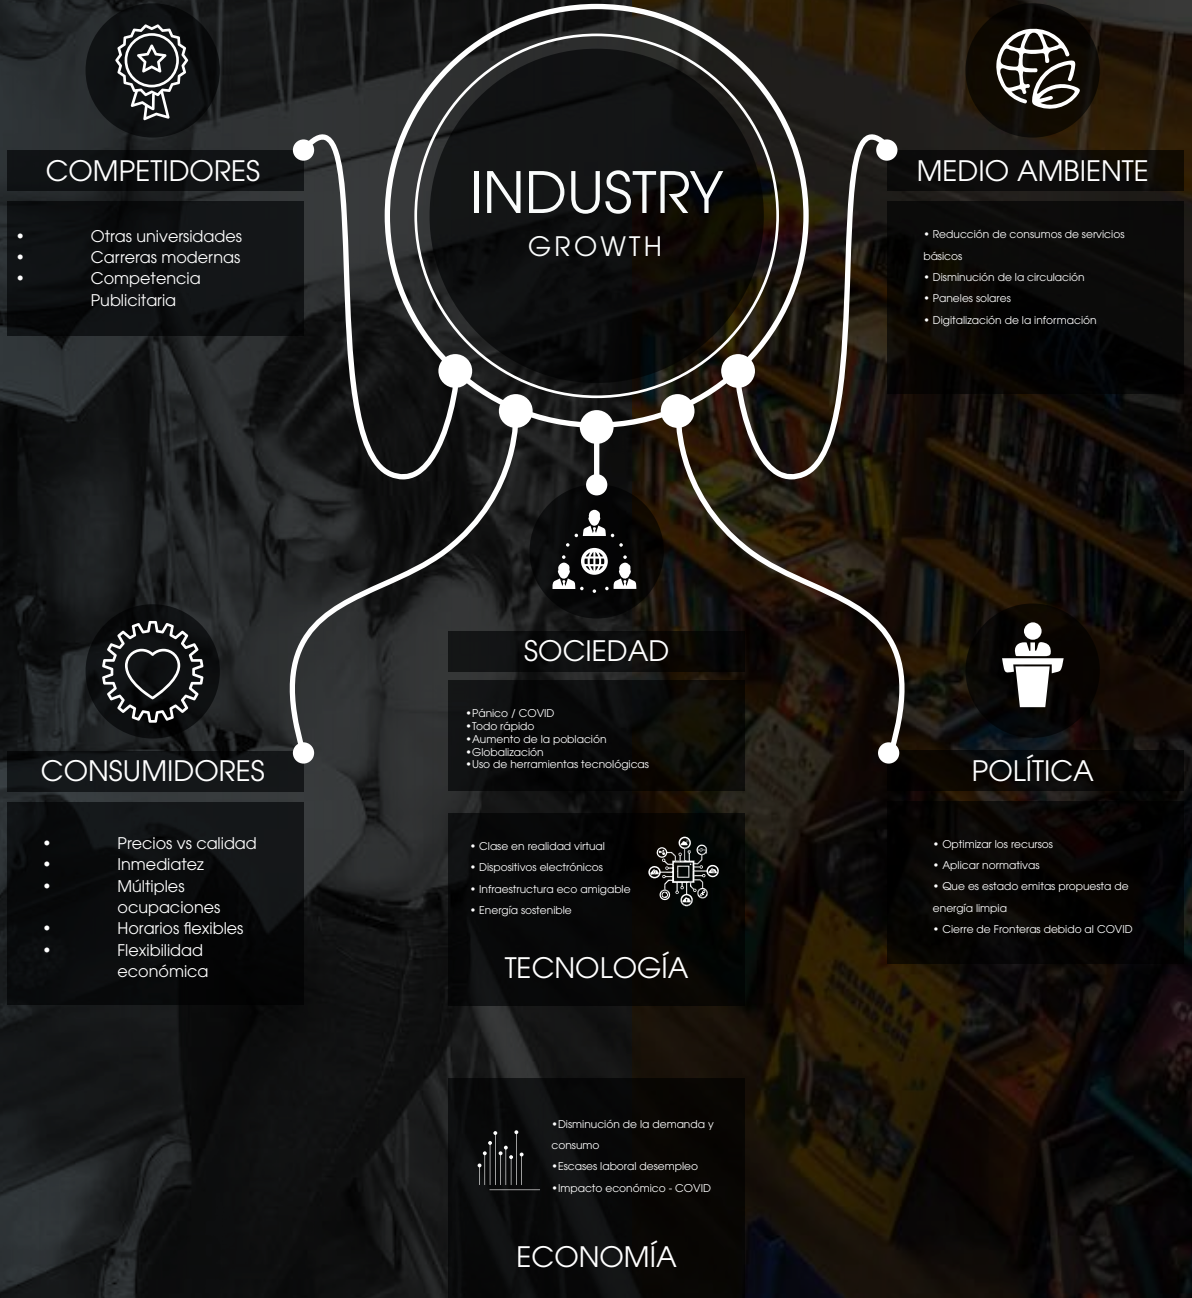 INDUSTRY
GROWTH
COMPETIDORES
• Otras universidades
• Carreras modernas
• Competencia
Publicitaria
MEDIO AMBIENTE
• Reducción de consumos de servicios
básicos
• Disminución de la circulación
• Paneles solares
• Digitalización de la información
SOCIEDAD
•Pánico / COVID
•Todo rápido
•Aumento de la población
•Globalización
•Uso de herramientas tecnológicas
CONSUMIDORES
• Precios vs calidad
• Inmediatez
• Múltiples
ocupaciones
• Horarios flexibles
• Flexibilidad
económica
POLÍTICA
• Optimizar los recursos
• Aplicar normativas
• Que es estado emitas propuesta de
energía limpia
• Cierre de Fronteras debido al COVID
• Clase en realidad virtual
• Dispositivos electrónicos
• Infraestructura eco amigable
• Energía sostenible
TECNOLOGÍA
•Disminución de la demanda y
consumo
•Escases laboral desempleo
•Impacto económico - COVID
ECONOMÍA
¡CELEBRA LA
AMISTAD CON